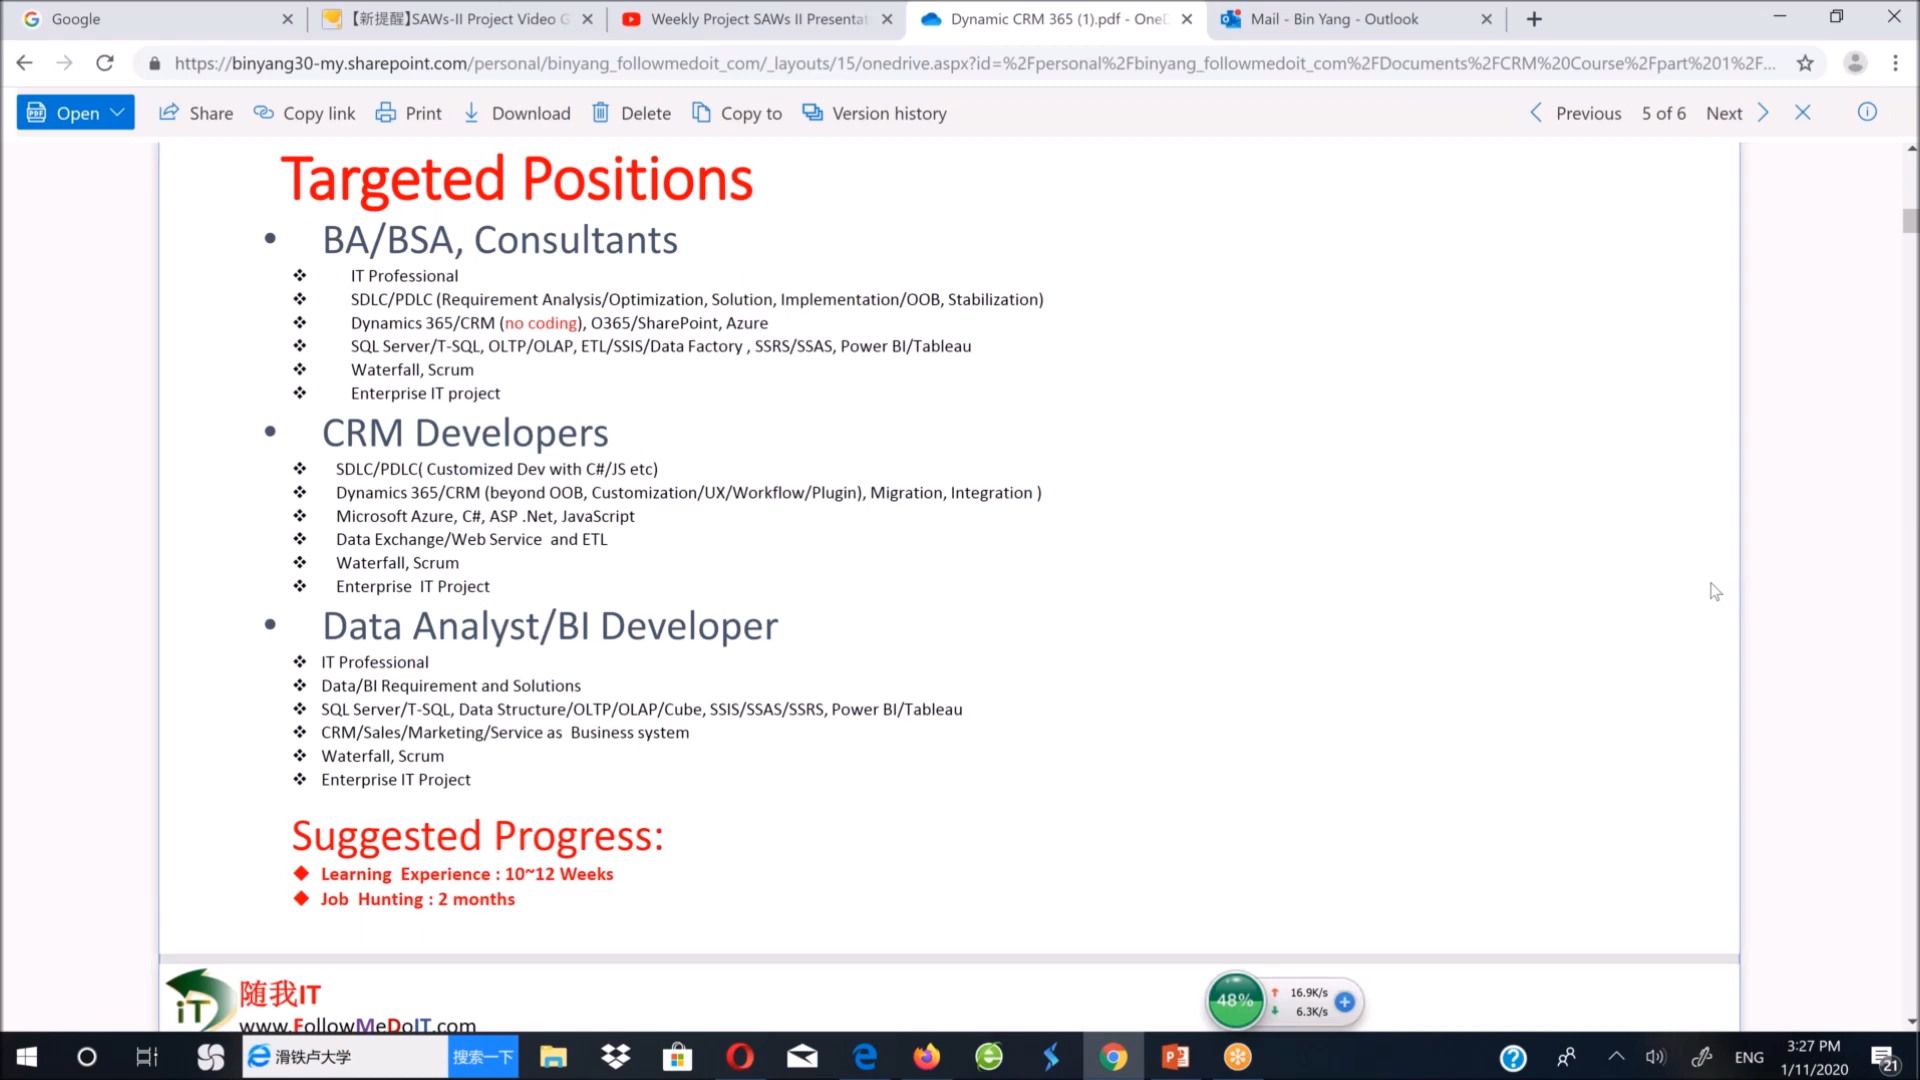 Google
【新提醒】SAWs-II Project Video G
Weekly Project SAWs II Presentat
Dynamic CRM 365 (1).pdf - OneD
Mail - Bin Yang - Outlook
https://binyang30-my.sharepoint.com/personal/binyang_followmedoit_com/_layouts/15/onedrive.aspx?id=%2Fpersonal%2Fbinyang_followmedoit_com%2FDocuments%2FCRM%20Course%2Fpart%201%2F...
Open
Share
Copy link
Print
Download
Delete
Copy to
Version history
Previous
5 of 6
Next
Targeted Positions
• BA/BSA, Consultants
❖ IT Professional
❖ SDLC/PDLC (Requirement Analysis/Optimization, Solution, Implementation/OOB, Stabilization)
❖ Dynamics 365/CRM (no coding), O365/SharePoint, Azure
❖ SQL Server/T-SQL, OLTP/OLAP, ETL/SSIS/Data Factory , SSRS/SSAS, Power BI/Tableau
❖ Waterfall, Scrum
❖ Enterprise IT project
• CRM Developers
❖ SDLC/PDLC( Customized Dev with C#/JS etc)
❖ Dynamics 365/CRM (beyond OOB, Customization/UX/Workflow/Plugin), Migration, Integration )
❖ Microsoft Azure, C#, ASP .Net, JavaScript
❖ Data Exchange/Web Service and ETL
❖ Waterfall, Scrum
❖ Enterprise IT Project
• Data Analyst/BI Developer
❖ IT Professional
❖ Data/BI Requirement and Solutions
❖ SQL Server/T-SQL, Data Structure/OLTP/OLAP/Cube, SSIS/SSAS/SSRS, Power BI/Tableau
❖ CRM/Sales/Marketing/Service as Business system
❖ Waterfall, Scrum
❖ Enterprise IT Project
Suggested Progress:
◆ Learning Experience : 10~12 Weeks
◆ Job Hunting : 2 months
iT
随我IT
www.FollowMeDoIT.com
48%
16.9K/s
6.3K/s
滑铁卢大学
搜索一下
ENG
3:27 PM
1/11/2020
21